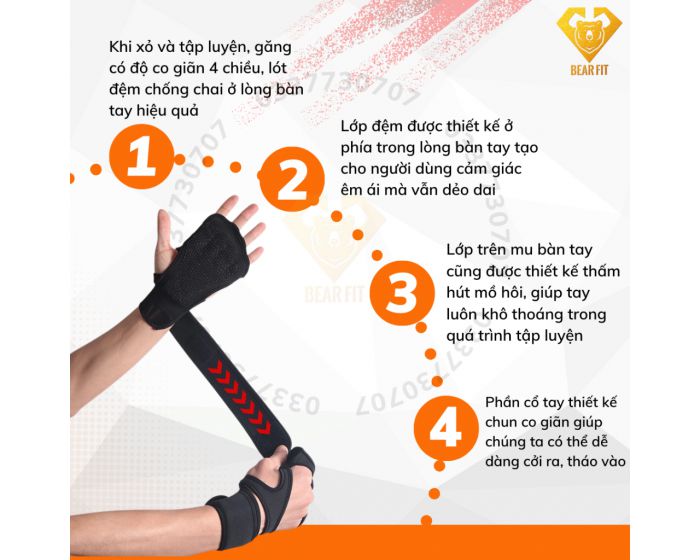 BEAR FIT
Khi xỏ và tập luyện, găng
có độ co giãn 4 chiều, lót
đệm chống chai ở lòng bàn
tay hiệu quả
1
Lớp đệm được thiết kế ở
phía trong lòng bàn tay tạo
cho người dùng cảm giác
êm ái mà vẫn dẻo dai
2
Lớp trên mu bàn tay
cũng được thiết kế thấm
hút mồ hôi, giúp tay
luôn khô thoáng trong
quá trình tập luyện
3
Phần cổ tay thiết kế
chun co giãn giúp
chúng ta có thể dễ
dàng cởi ra, tháo vào
4
BEAR FIT
0337730707